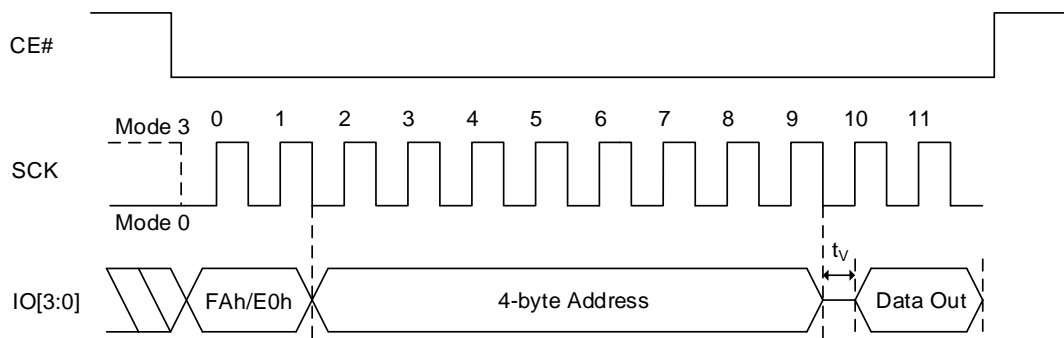 CE#
Mode 3
0 1 2 3 4 5 6 7 8 9 10 11
SCK
Mode 0
tV
IO[3:0]
FAh/E0h
4-byte Address
Data Out